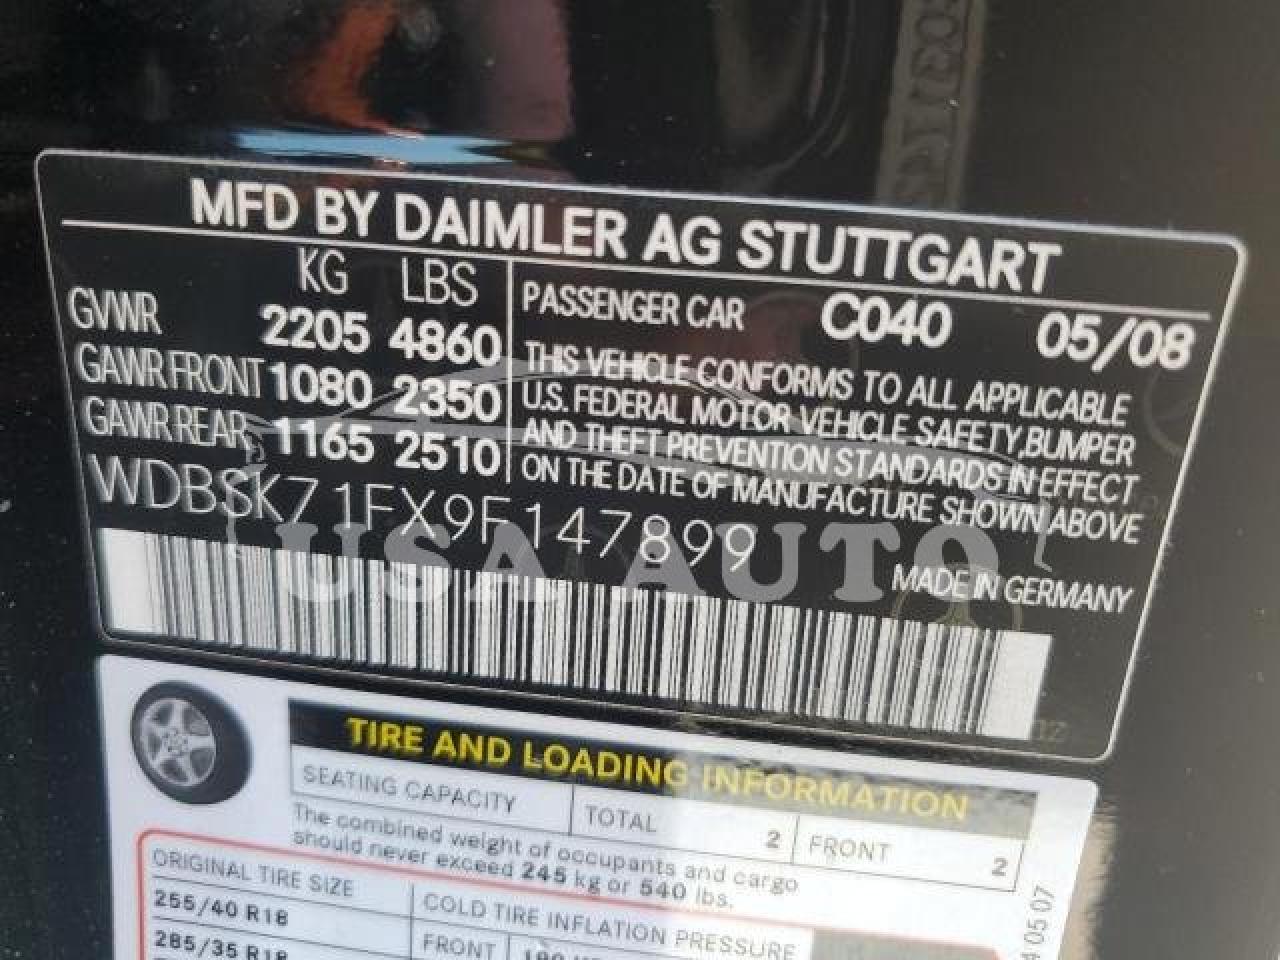 MFD BY DAIMLER AG STUTTGART
KG LBS
GVWR 2205 4860
GAWR FRONT 1080 2350
GAWR REAR 1165 2510
PASSENGER CAR C040 05/08
THIS VEHICLE CONFORMS TO ALL APPLICABLE
U.S. FEDERAL MOTOR VEHICLE SAFETY,BUMPER
AND THEFT PREVENTION STANDARDS IN EFFECT
ON THE DATE OF MANUFACTURE SHOWN ABOVE
WDBSK71FX9F147899
MADE IN GERMANY
USA AUTO
TIRE AND LOADING INFORMATION
SEATING CAPACITY TOTAL 2 FRONT 2
The combined weight of occupants and cargo
should never exceed 245 kg or 540 lbs.
ORIGINAL TIRE SIZE COLD TIRE INFLATION PRESSURE
255/40 R18 FRONT
285/35 R18
05 07